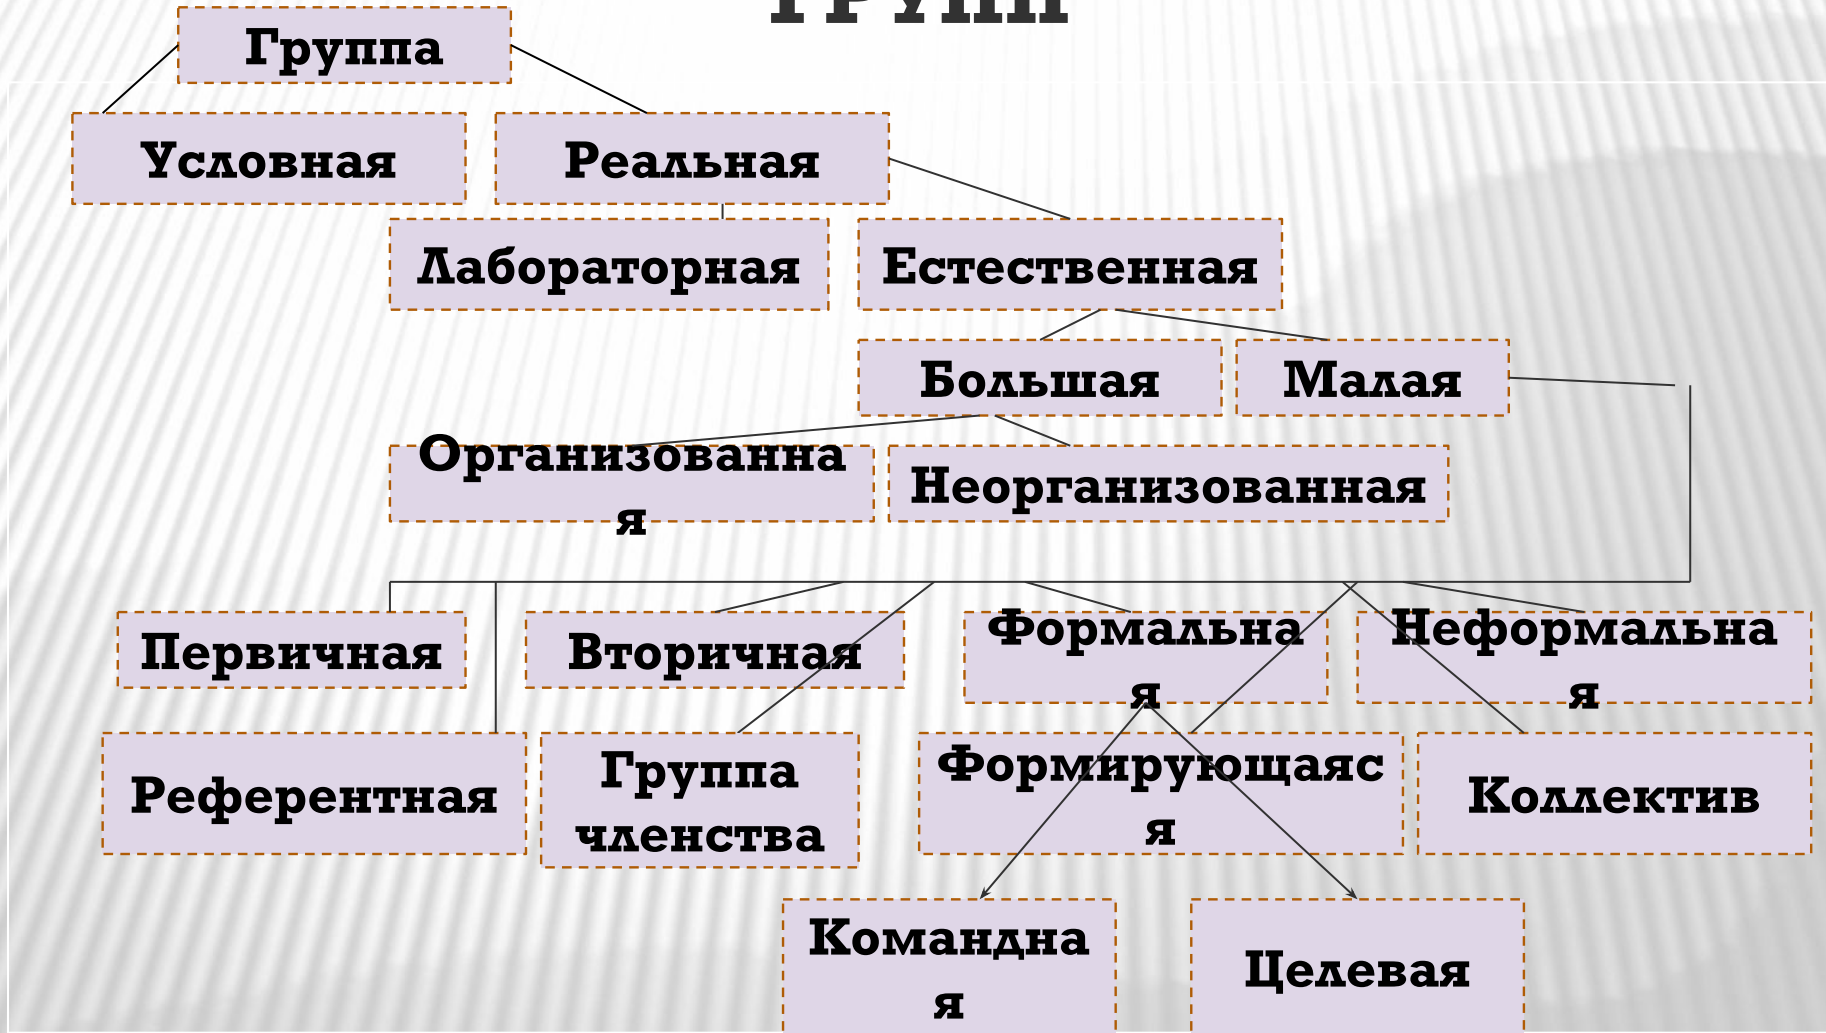 Группа
Условная
Реальная
Лабораторная
Естественная
Большая
Малая
Организованна
я
Неорганизованная
Первичная
Вторичная
Формальна
я
Неформальна
я
Референтная
Группа
членства
Формирующаяс
я
Коллектив
Командна
я
Целевая